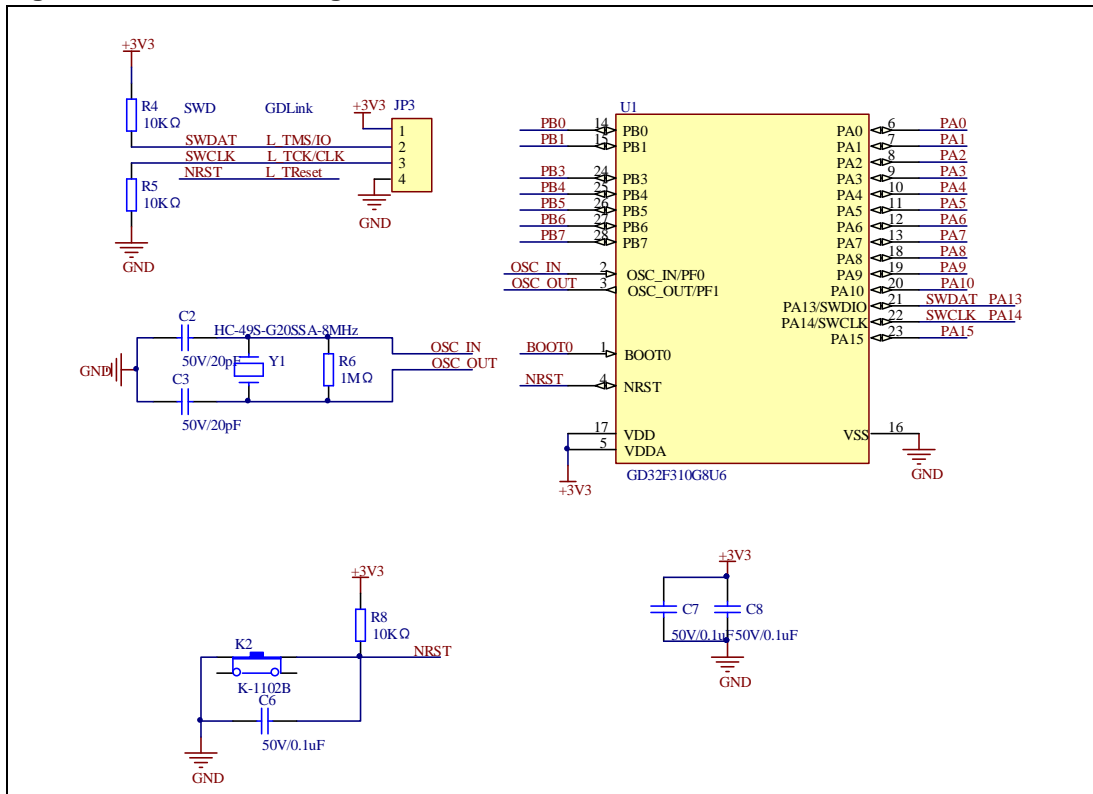 +3V3
R4
10KΩ
SWD GDLink
+3V3
JP3
SWDAT L_TMS/IO
SWCLK L_TCK/CLK
NRST L_TReset
1
2
3
4
R5
10KΩ
GND
GND
C2
HC-49S-G20SSA-8MHz
50V/20pF
Y1
R6
1MΩ
OSC_IN
OSC_OUT
GND
C3
50V/20pF
U1
PB0 14 PB0
PB1 15 PB1
PB3 24 PB3
PB4 25 PB4
PB5 26 PB5
PB6 27 PB6
PB7 28 PB7
OSC_IN 2 OSC_IN/PF0
OSC_OUT 3 OSC_OUT/PF1
BOOT0 1 BOOT0
NRST 4 NRST
17 VDD
5 VDDA
+3V3
PA0 6 PA0
PA1 7 PA1
PA2 8 PA2
PA3 9 PA3
PA4 10 PA4
PA5 11 PA5
PA6 12 PA6
PA7 13 PA7
PA8 18 PA8
PA9 19 PA9
PA10 20 PA10
PA13/SWDIO 21 SWDAT PA13
PA14/SWCLK 22 SWCLK PA14
PA15 23 PA15
VSS 16
GND
GD32F310G8U6
+3V3
R8
10KΩ
K2
NRST
K-1102B
C6
50V/0.1uF
GND
+3V3
C7
C8
50V/0.1uF
50V/0.1uF
GND